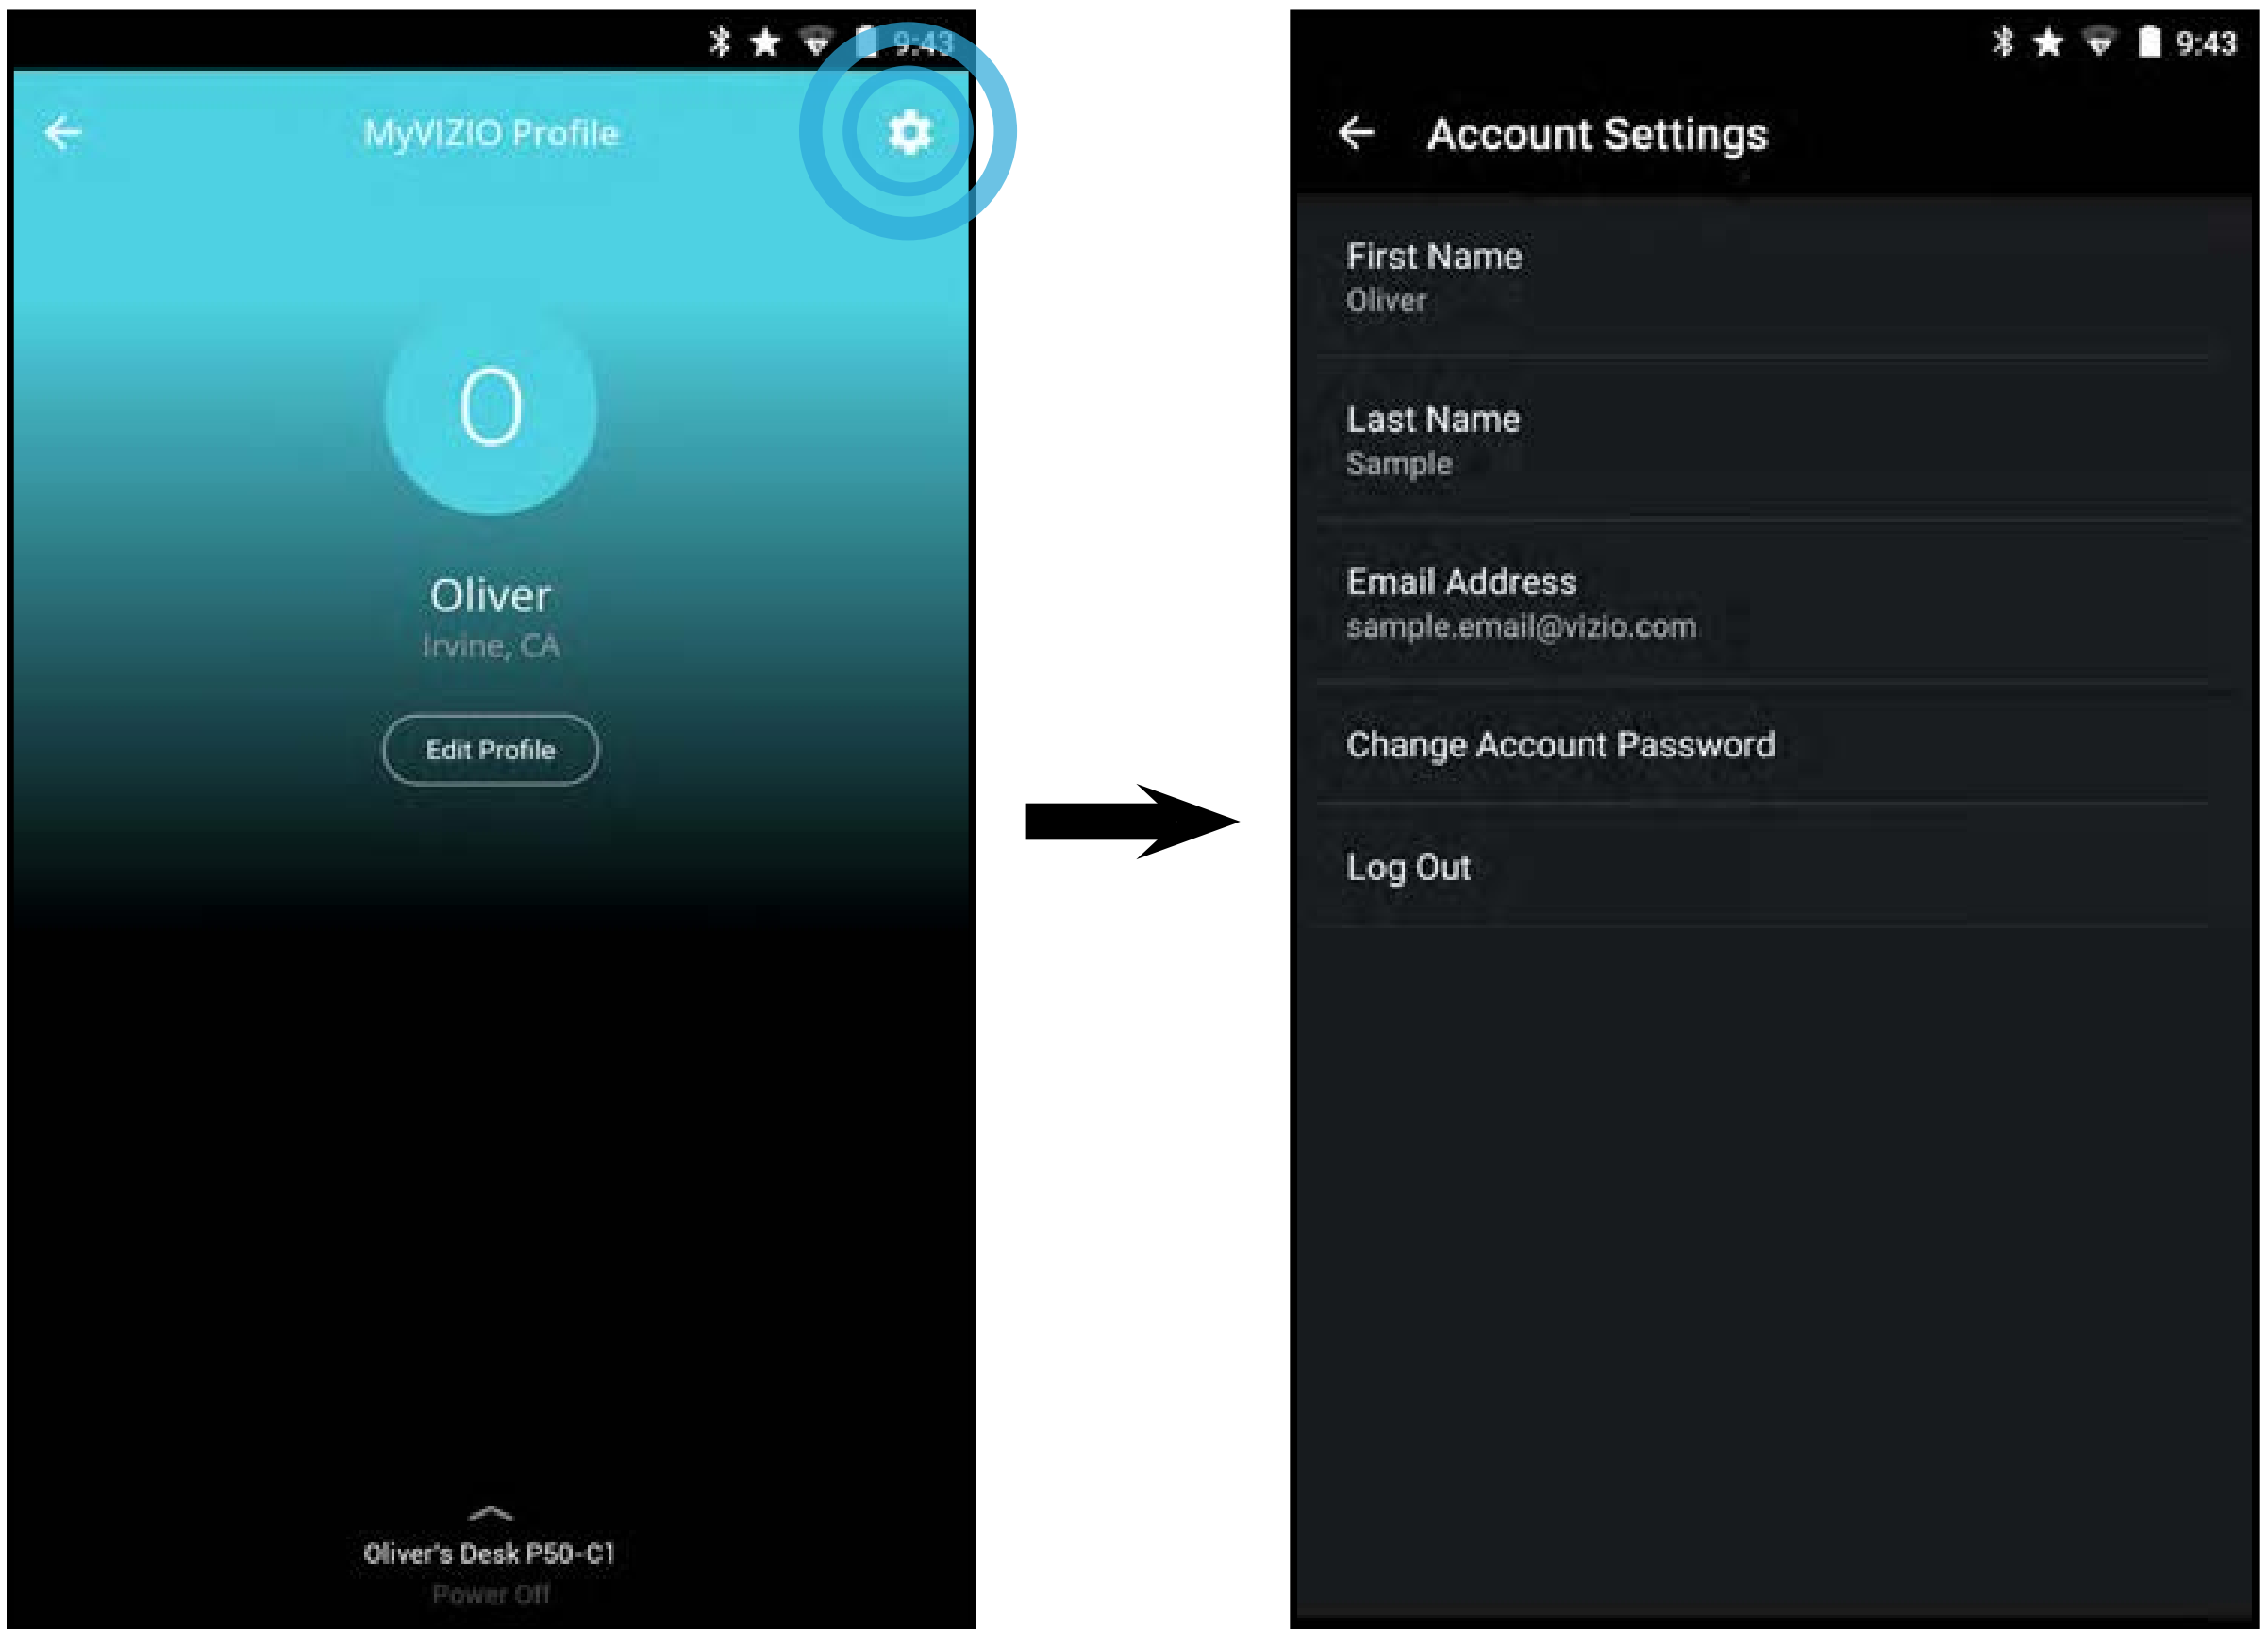 9:43
MyVIZIO Profile
O
Oliver
Irvine, CA
Edit Profile
Oliver's Desk P50-C1
Power Off
9:43
Account Settings
First Name
Oliver
Last Name
Sample
Email Address
sample.email@vizio.com
Change Account Password
Log Out